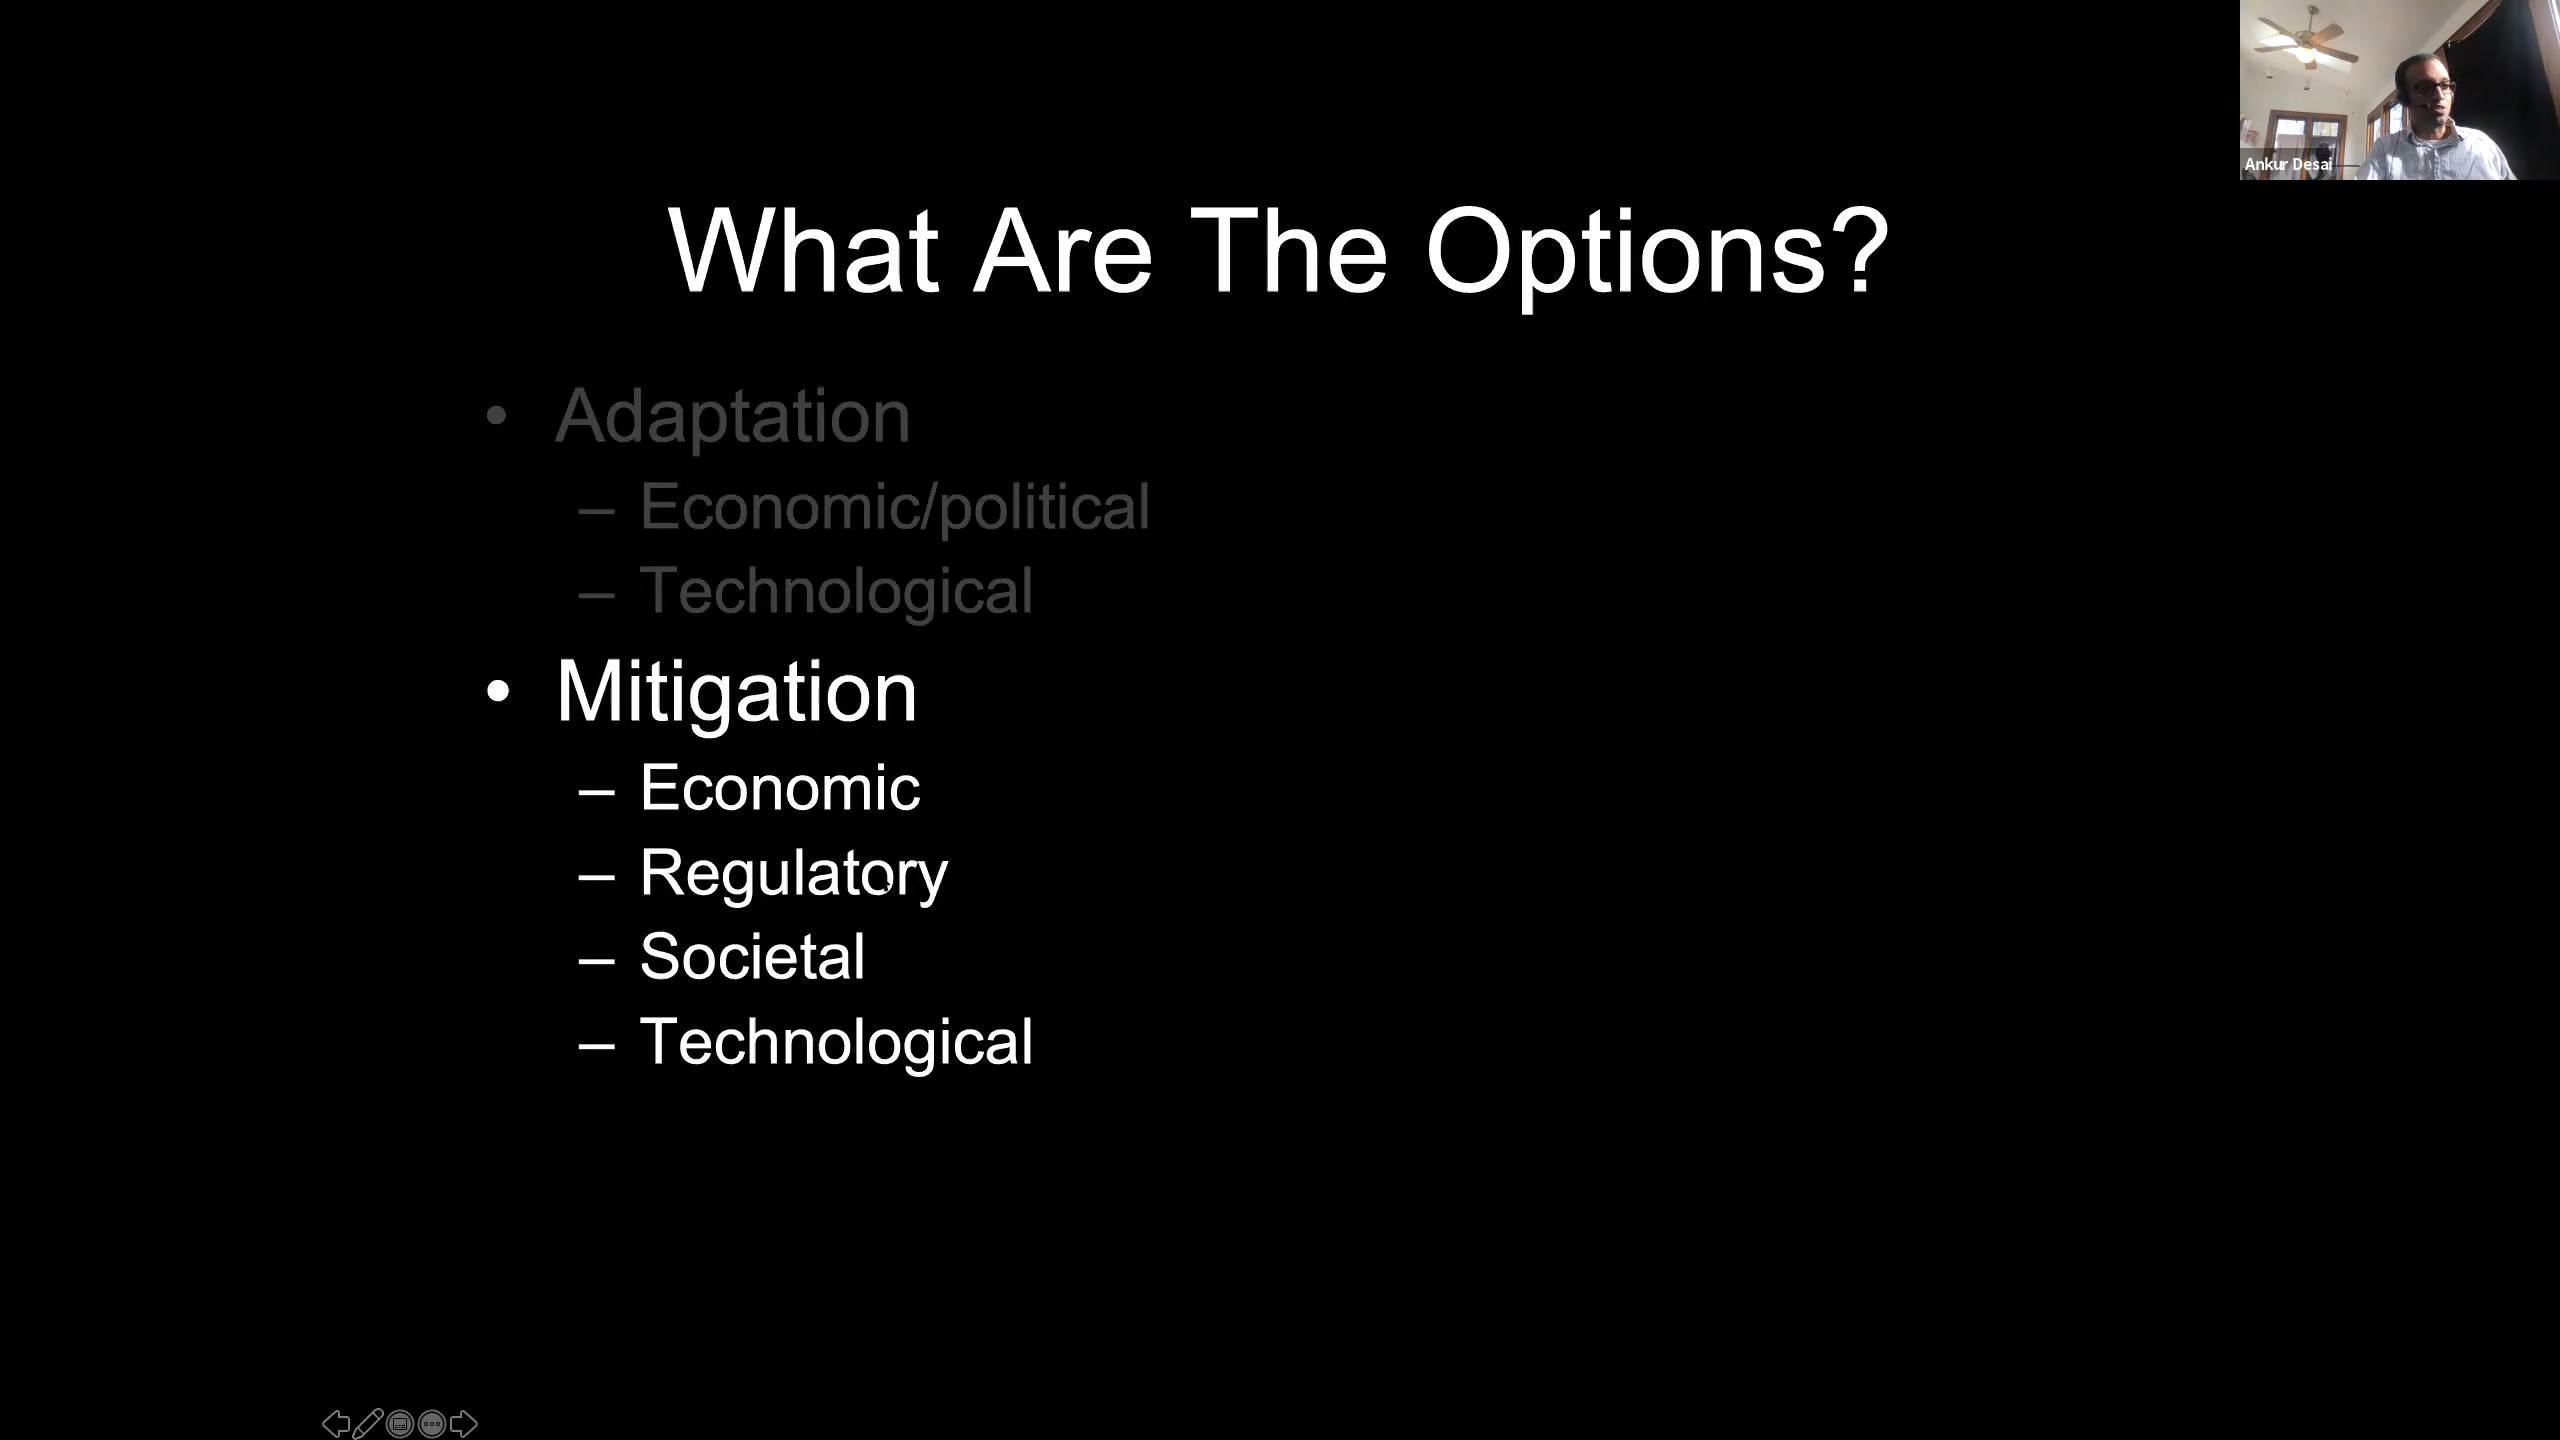 Ankur Desai
What Are The Options?
• Adaptation
– Economic/political
– Technological
• Mitigation
– Economic
– Regulatory
– Societal
– Technological